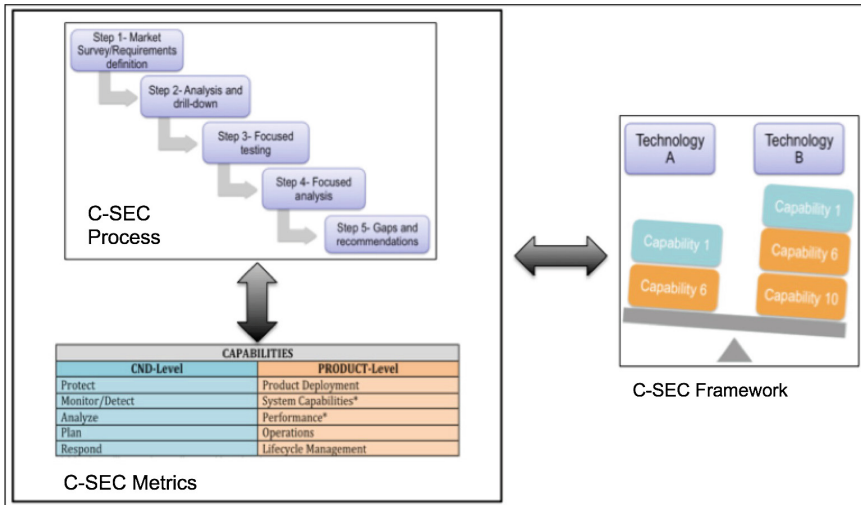 Step 1- Market
Survey/Requirements
definition
Step 2- Analysis and
drill-down
Step 3- Focused
testing
Step 4- Focused
analysis
Step 5- Gaps and
recommendations
C-SEC
Process
CAPABILITIES
CND-Level PRODUCT-Level
Protect Product Deployment
Monitor/Detect System Capabilities*
Analyze Performance*
Plan Operations
Respond Lifecycle Management
C-SEC Metrics
Technology
A
Technology
B
Capability 1
Capability 6
Capability 1
Capability 6
Capability 10
C-SEC Framework